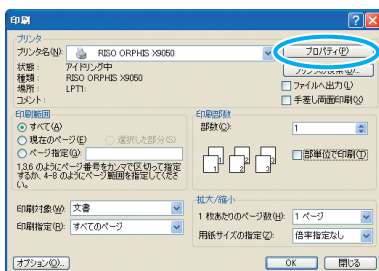 印刷
プリンタ
プリンタ名(N): RISO ORPHIS X9050 プロパティ(P)
状態: アイドリング中 プリンタの検索(D)...
種類: RISO ORPHIS X9050 ファイルへ出力(L)
場所: LPT1: 手差し両面印刷(X)
コメント:
印刷範囲
すべて(A)
現在のページ(E) 選択した部分(S)
ページ指定(G):
1,3,6 のようにページ番号をカンマで区切って指定
するか、4-8 のようにページ範囲を指定してくださ
い。
印刷部数
部数(C): 1
部単位で印刷(T)
印刷対象(W): 文書
印刷指定(R): すべてのページ
拡大/縮小
1 枚あたりのページ数(H): 1 ページ
用紙サイズの指定(Z): 倍率指定なし
オプション(O)... OK 閉じる